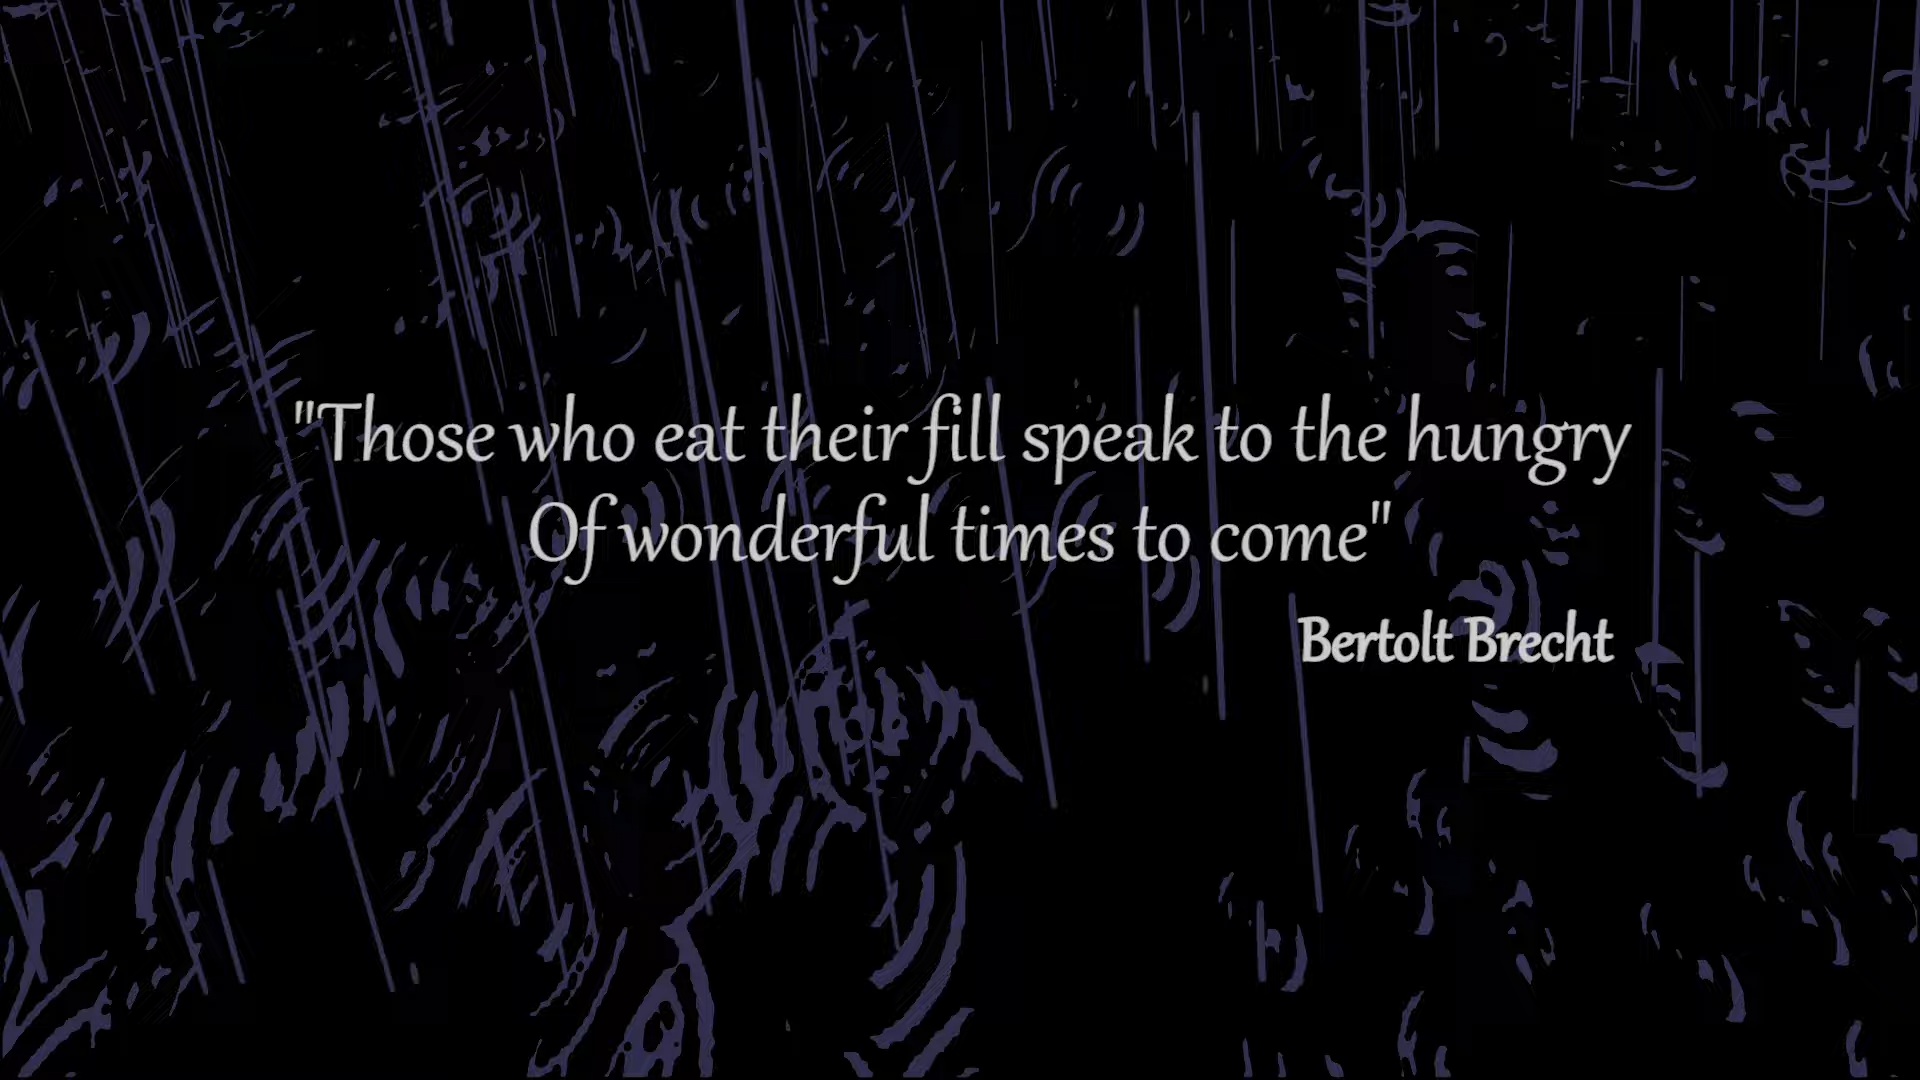 "Those who eat their fill speak to the hungry
Of wonderful times to come"
Bertolt Brecht